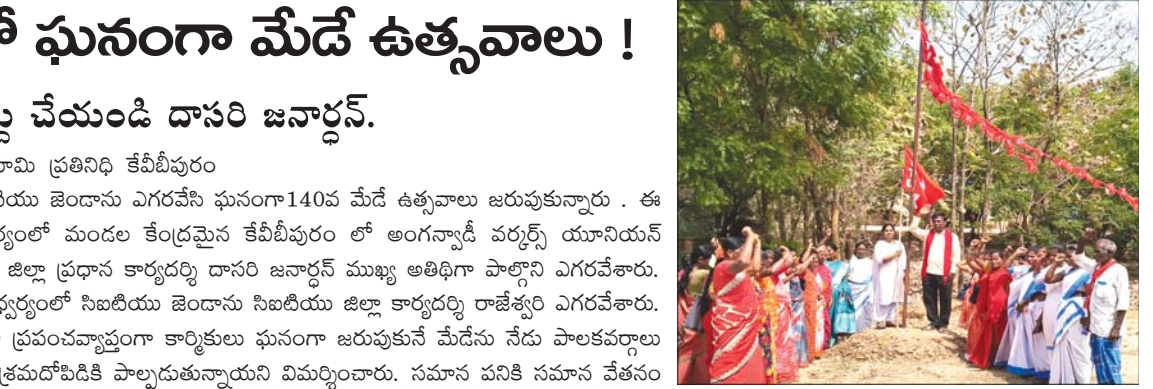 ఘనంగా మేడే ఉత్సవాలు !
చేయండి దాసరి జనార్ధన్.
ప్రతినిధి కేవీబీపురం
జెండాను ఎగరవేసి ఘనంగా140వ మేడే ఉత్సవాలు జరుపుకున్నారు . ఈ
మండల కేంద్రమైన కేవీబీపురం లో అంగన్వాడీ వర్కర్స్ యూనియన్
జిల్లా ప్రధాన కార్యదర్శి దాసరి జనార్ధన్ ముఖ్య అతిథిగా పాల్గొని ఎగరవేశారు.
సిఐటియు జెండాను సిఐటియు జిల్లా కార్యదర్శి రాజేశ్వరి ఎగరవేశారు.
ప్రపంచవ్యాప్తంగా కార్మికులు ఘనంగా జరుపుకునే మేడేను నేడు పాలకవర్గాలు
శ్రమదోపిడికి పాల్పడుతున్నాయని విమర్శించారు. సమాన పనికి సమాన వేతనం